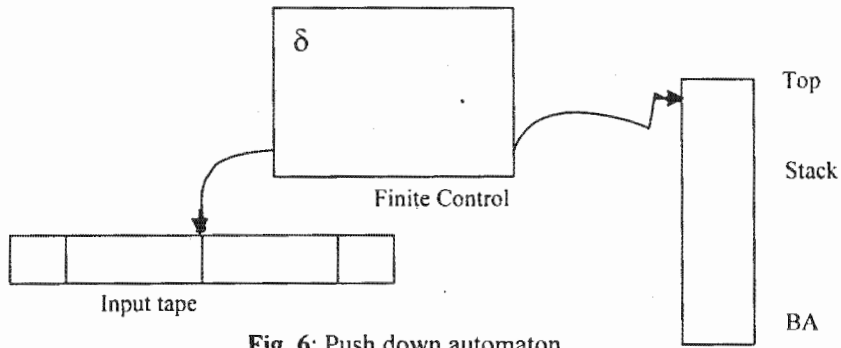 δ
Top
Stack
Finite Control
Input tape
BA
Fig. 6: Push down automaton